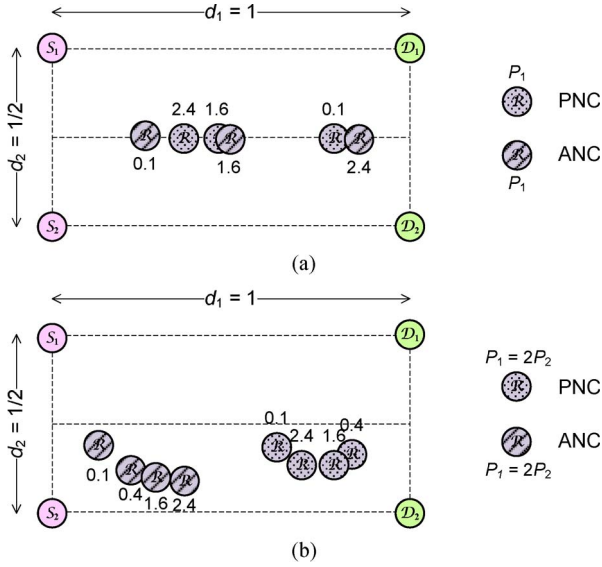 d₁ = 1
S₁
D₁
P₁
R
PNC
2.4 1.6
0.1
R R R R R R
d₂ = 1/2
0.1
1.6
2.4
R
ANC
P₁
S₂
D₂
(a)
d₁ = 1
S₁
D₁
P₁ = 2P₂
R
PNC
0.1
0.4
2.4 1.6
R R R R R R R R
d₂ = 1/2
0.1
0.4
1.6 2.4
R
ANC
P₁ = 2P₂
S₂
D₂
(b)